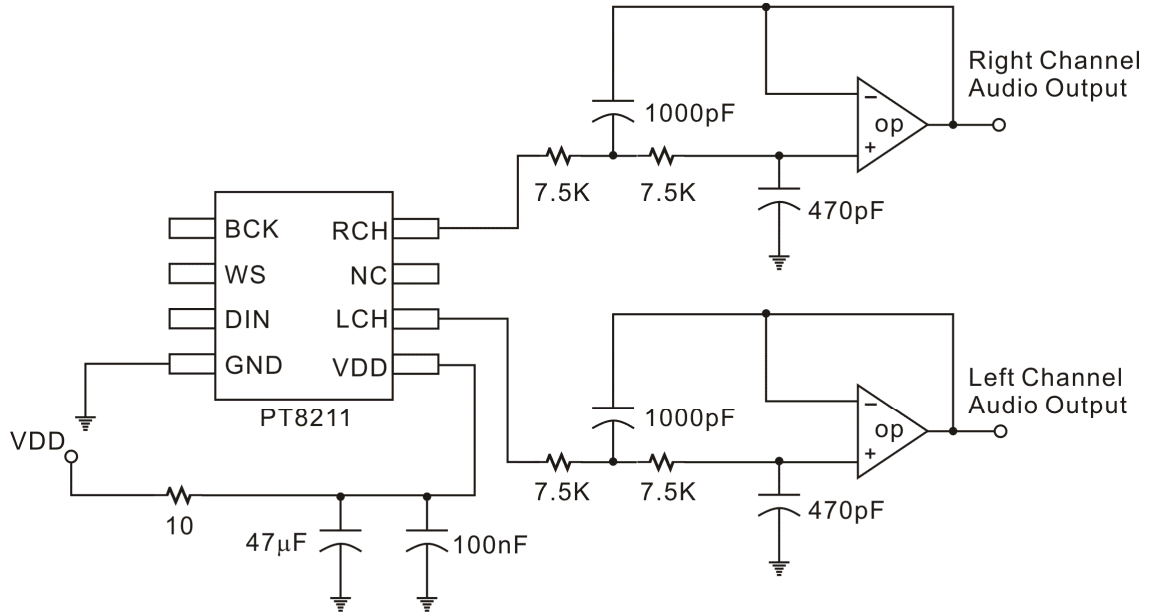 Right Channel
Audio Output
1000pF
−
op
+
7.5K
7.5K
470pF
BCK
RCH
WS
NC
DIN
LCH
GND
VDD
PT8211
Left Channel
Audio Output
1000pF
−
op
+
7.5K
7.5K
470pF
VDD
10
47μF
100nF